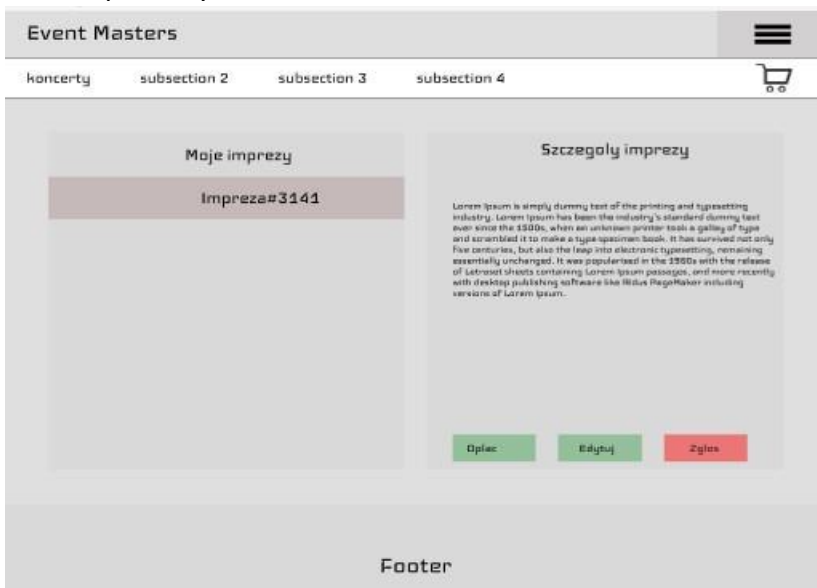 Event Masters
koncerty subsection 2 subsection 3 subsection 4
Moje imprezy
Impreza#3141
Szczegoly imprezy
Lorem Ipsum is simply dummy text of the printing and typesetting
industry. Lorem Ipsum has been the industry's standard dummy text
ever since the 1500s, when an unknown printer took a galley of type
and scrambled it to make a type specimen book. It has survived not only
five centuries, but also the leap into electronic typesetting, remaining
essentially unchanged. It was popularised in the 1960s with the release
of Letraset sheets containing Lorem Ipsum passages, and more recently
with desktop publishing software like Aldus PageMaker including
versions of Lorem Ipsum.
Oplac Edytuj Zglos
Footer